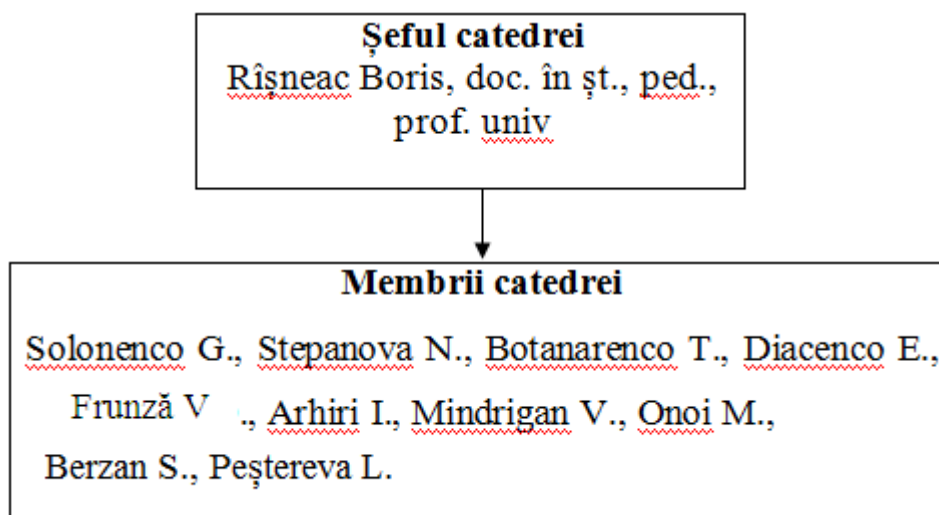 Șeful catedrei
Rîșneac Boris, doc. în șt., ped.,
prof. univ
Membrii catedrei
Solonenco G., Stepanova N., Botanarenco T., Diacenco E.,
Frunză V ., Arhiri I., Mindrigan V., Onoi M.,
Berzan S., Peștereva L.